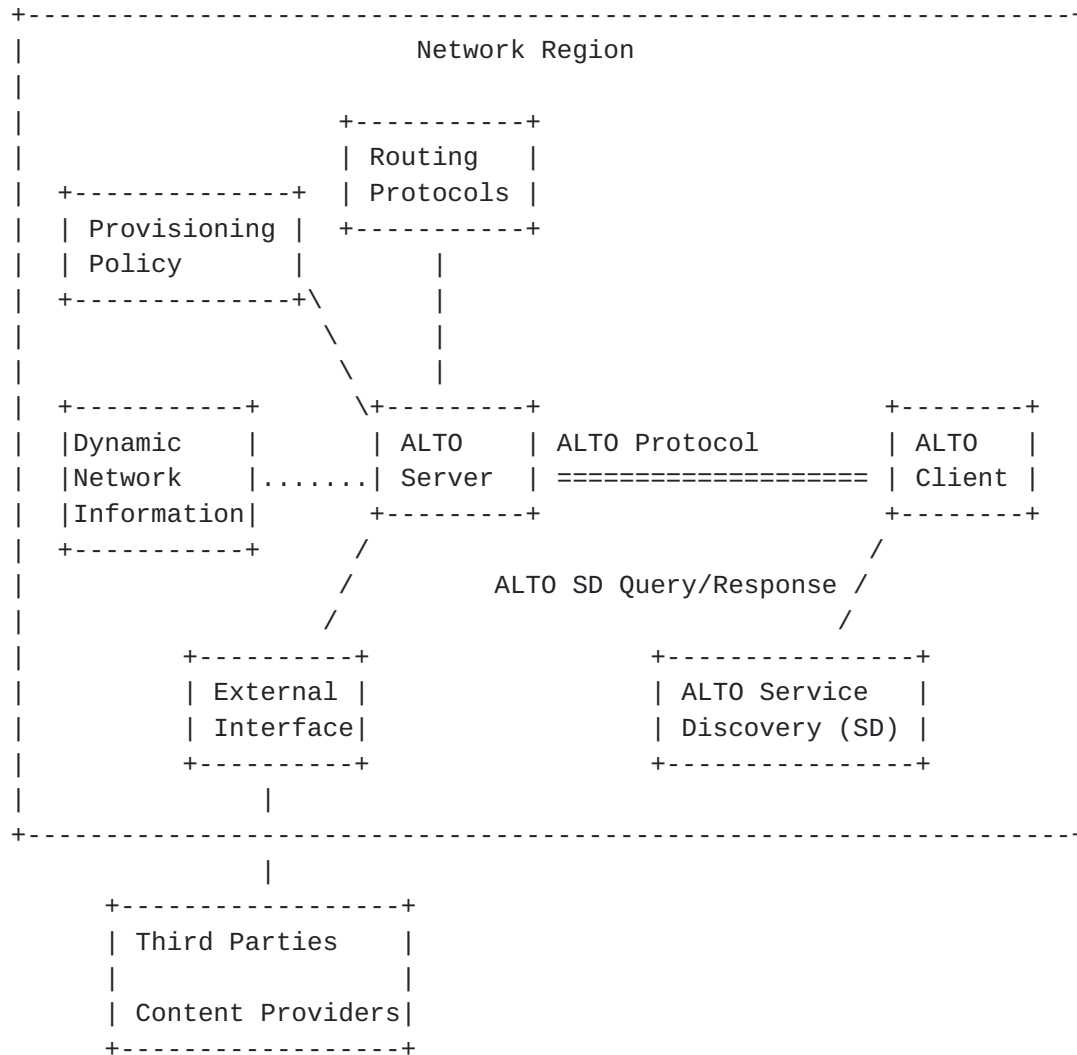 Network Region
Routing
Protocols
Provisioning
Policy
Dynamic
Network
Information
ALTO
Server
ALTO Protocol
ALTO
Client
ALTO SD Query/Response
External
Interface
ALTO Service
Discovery (SD)
Third Parties
Content Providers